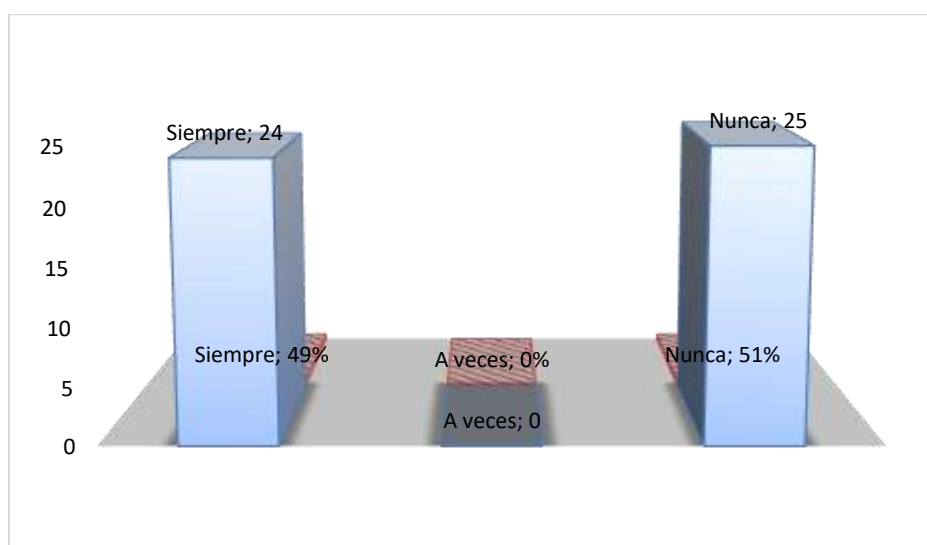 Siempre; 24
Nunca; 25
25
20
15
10
5
0
Siempre; 49%
A veces; 0%
Nunca; 51%
A veces; 0